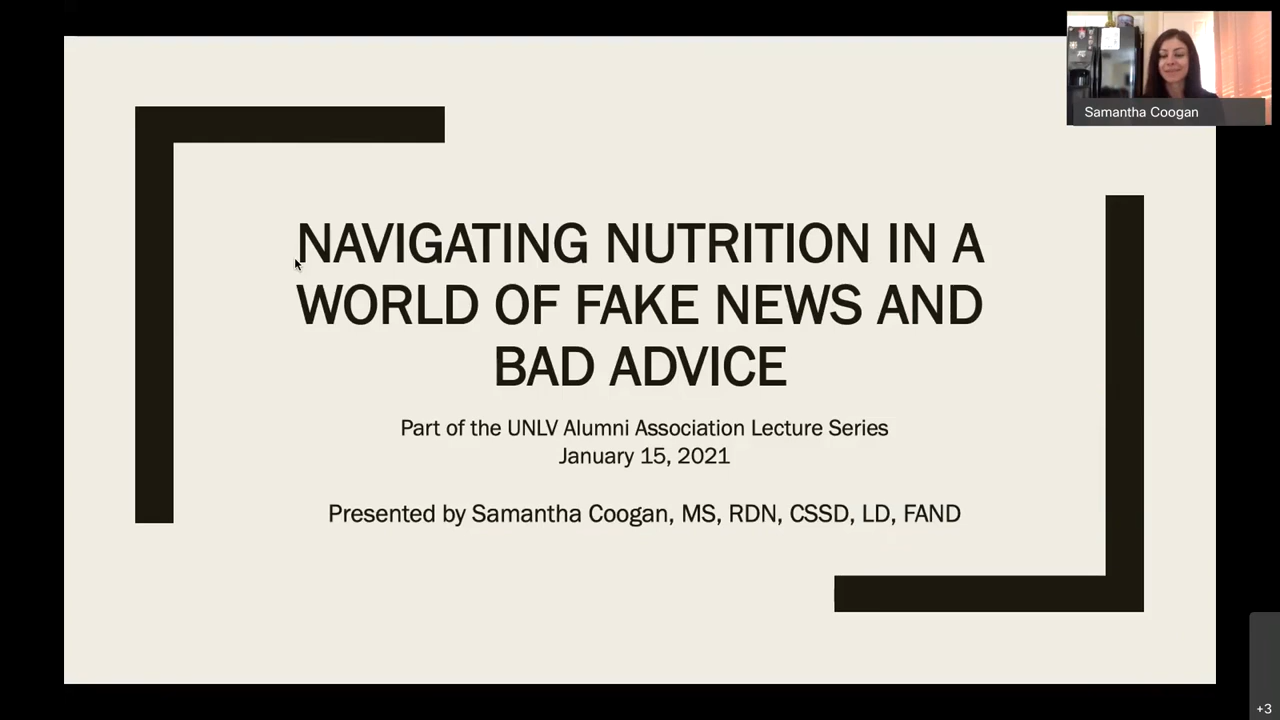 Samantha Coogan
NAVIGATING NUTRITION IN A
WORLD OF FAKE NEWS AND
BAD ADVICE
Part of the UNLV Alumni Association Lecture Series
January 15, 2021
Presented by Samantha Coogan, MS, RDN, CSSD, LD, FAND
+3